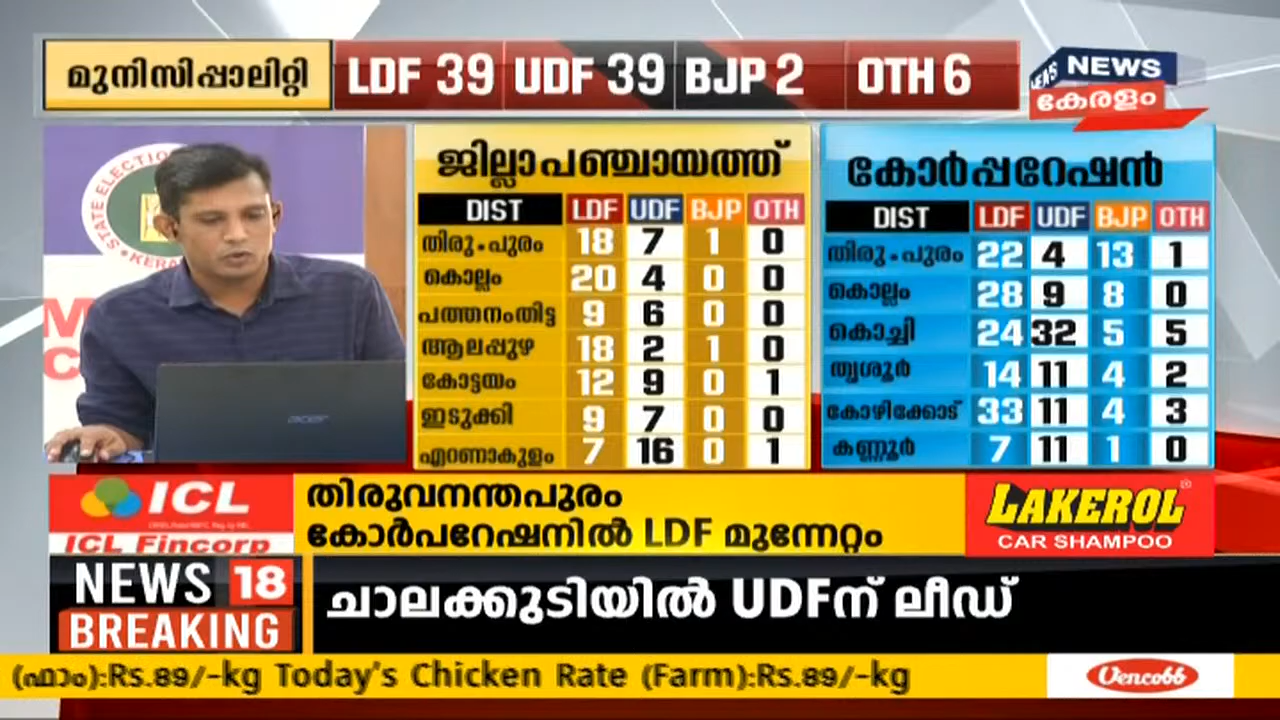 മുനിസിപ്പാലിറ്റി LDF 39 UDF 39 BJP 2 OTH 6
NEWS
കേരളം
STATE ELECTION
KERALA
ജില്ലാ പഞ്ചായത്ത്
DIST LDF UDF BJP OTH
തിരു.പുരം 18 7 1 0
കൊല്ലം 20 4 0 0
പത്തനംതിട്ട 9 6 0 0
ആലപ്പുഴ 18 2 1 0
കോട്ടയം 12 9 0 1
ഇടുക്കി 9 7 0 0
എറണാകുളം 7 16 0 1
കോർപ്പറേഷൻ
DIST LDF UDF BJP OTH
തിരു.പുരം 22 4 13 1
കൊല്ലം 28 9 8 0
കൊച്ചി 24 32 5 5
തൃശൂർ 14 11 4 2
കോഴിക്കോട് 33 11 4 3
കണ്ണൂർ 7 11 1 0
acer
ICL
ICL Fincorp
തിരുവനന്തപുരം
കോർപറേഷനിൽ LDF മുന്നേറ്റം
LAKEROL
CAR SHAMPOO
NEWS 18
BREAKING
ചാലക്കുടിയിൽ UDFന് ലീഡ്
(ഫാം):Rs.89/-kg Today's Chicken Rate (Farm):Rs.89/-kg
Venco66